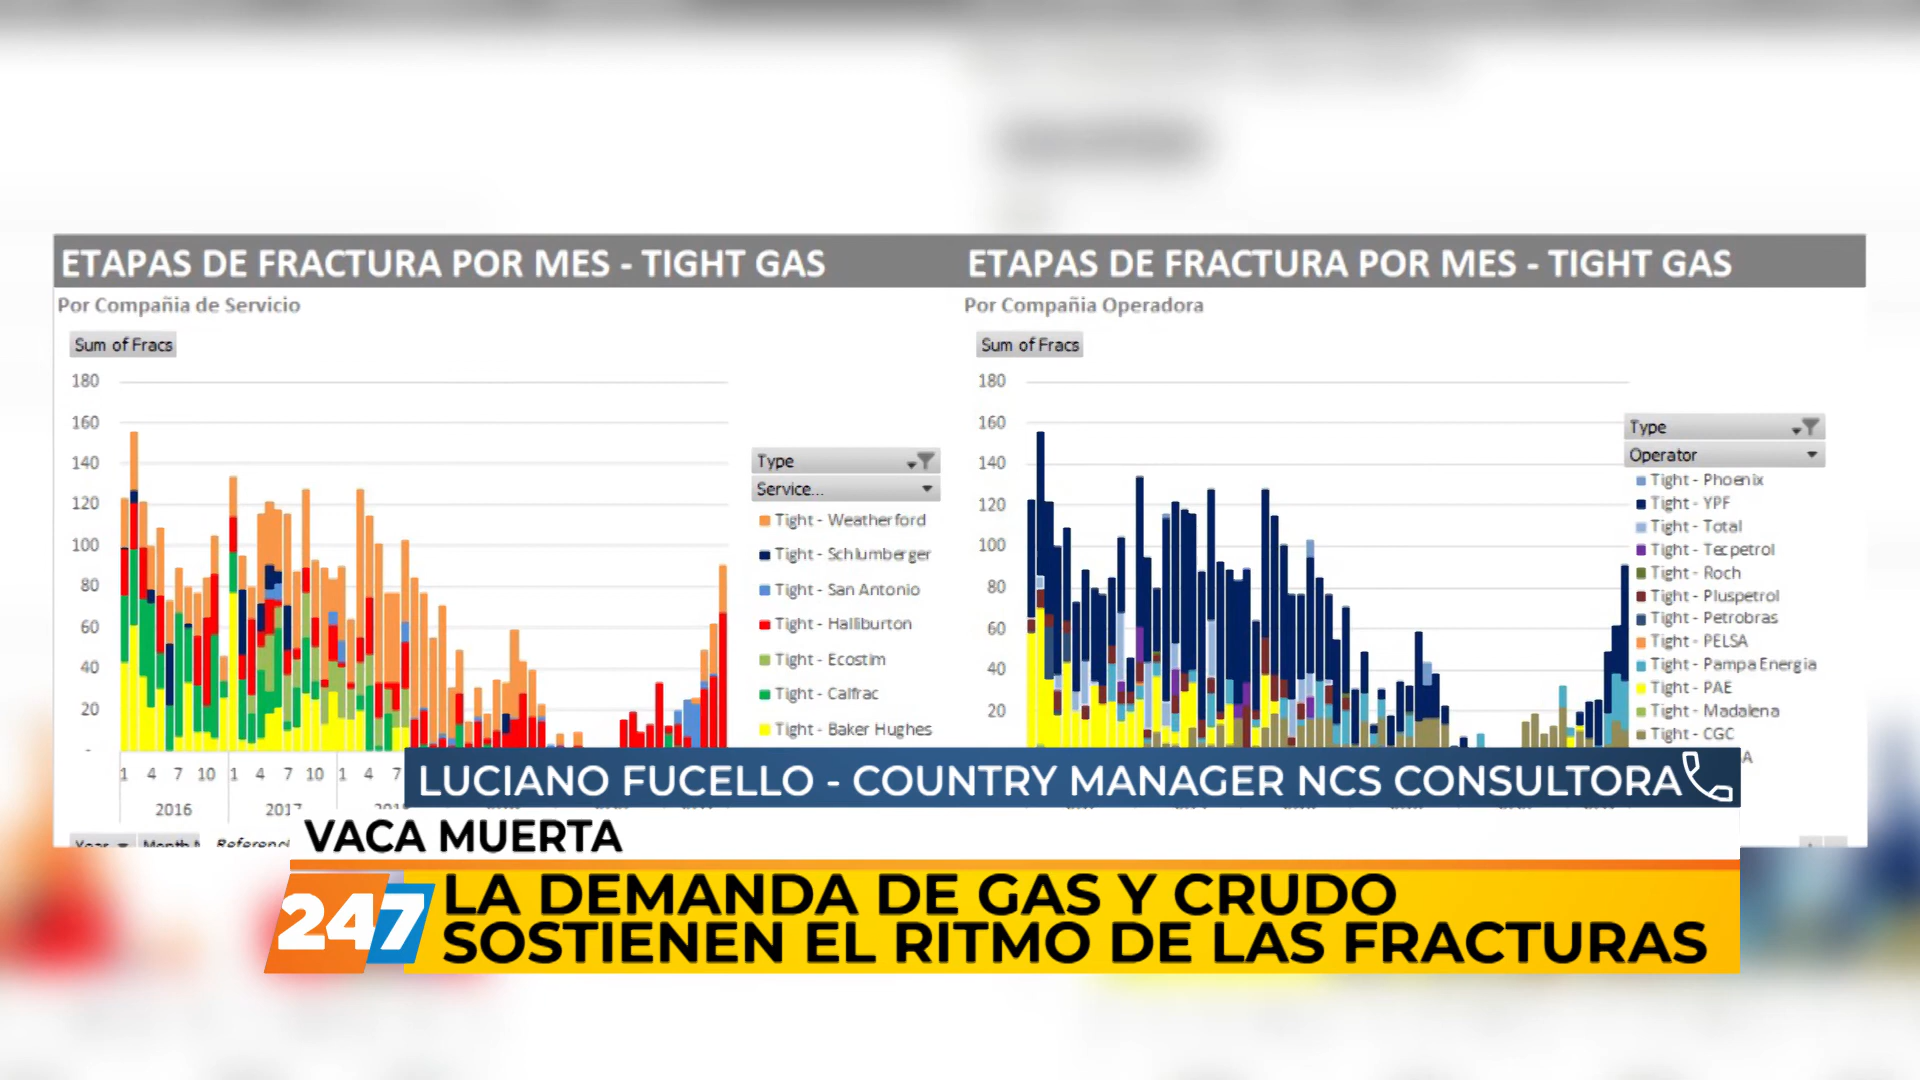 ETAPAS DE FRACTURA POR MES - TIGHT GAS
Por Compañia de Servicio
Sum of Fracs
180
160
140
120
100
80
60
40
20
-
1 4 7 10 1 4 7 10 1 4 7
2016 2017
Type
Service...
Tight - Weatherford
Tight - Schlumberger
Tight - San Antonio
Tight - Halliburton
Tight - Ecostim
Tight - Calfrac
Tight - Baker Hughes
ETAPAS DE FRACTURA POR MES - TIGHT GAS
Por Compañia Operadora
Sum of Fracs
180
160
140
120
100
80
60
40
20
Type
Operator
Tight - Phoenix
Tight - YPF
Tight - Total
Tight - Tecpetrol
Tight - Roch
Tight - Pluspetrol
Tight - Petrobras
Tight - PELSA
Tight - Pampa Energia
Tight - PAE
Tight - Madalena
Tight - CGC
LUCIANO FUCELLO - COUNTRY MANAGER NCS CONSULTORA
VACA MUERTA
247
LA DEMANDA DE GAS Y CRUDO
SOSTIENEN EL RITMO DE LAS FRACTURAS